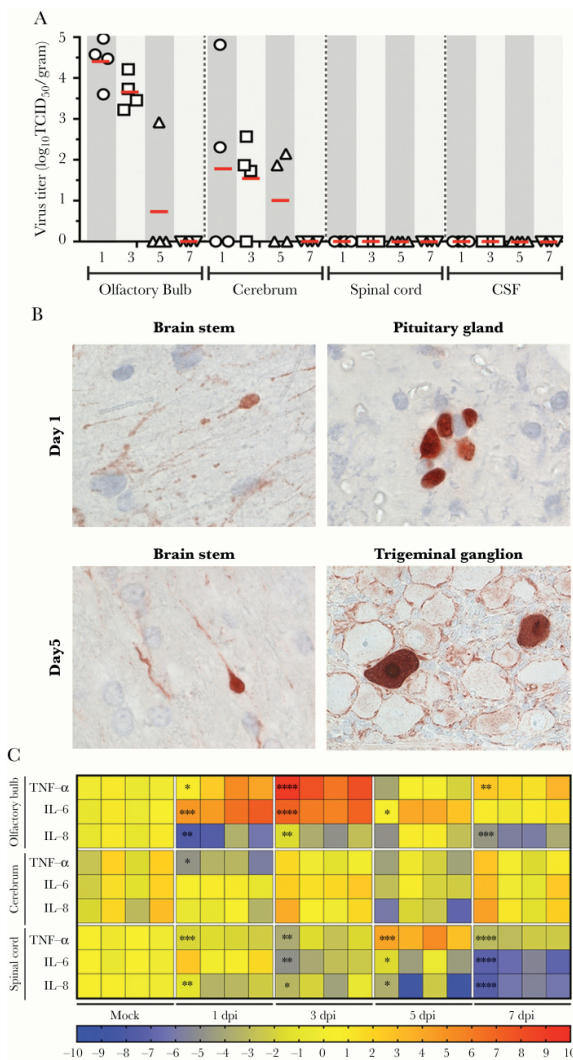 A
Virus titer (log10TCID50/gram)
5
4
3
2
1
0
1 3 5 7 1 3 5 7 1 3 5 7 1 3 5 7
Olfactory Bulb Cerebrum Spinal cord CSF
B
Brain stem Pituitary gland
Day 1
Brain stem Trigeminal ganglion
Day5
C
Olfactory bulb
TNF-α * **** **
IL-6 *** **** *
IL-8 ** ** ***
Cerebrum
TNF-α *
IL-6
IL-8
Spinal cord
TNF-α *** ** *** ****
IL-6 ** * ****
IL-8 ** * * ****
Mock 1 dpi 3 dpi 5 dpi 7 dpi
−10 −9 −8 −7 −6 −5 −4 −3 −2 −1 0 1 2 3 4 5 6 7 8 9 10